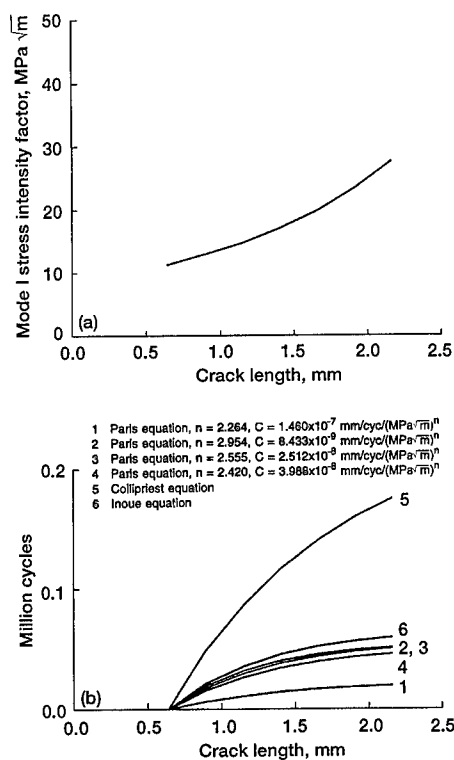 Mode I stress intensity factor, MPa √m
50
40
30
20
10
0
(a)
0.0 0.5 1.0 1.5 2.0 2.5
Crack length, mm
1 Paris equation, n = 2.264, C = 1.460x10⁻⁷ mm/cyc/(MPa√m)ⁿ
2 Paris equation, n = 2.954, C = 8.433x10⁻⁹ mm/cyc/(MPa√m)ⁿ
3 Paris equation, n = 2.555, C = 2.512x10⁻⁸ mm/cyc/(MPa√m)ⁿ
4 Paris equation, n = 2.420, C = 3.988x10⁻⁸ mm/cyc/(MPa√m)ⁿ
5 Collipriest equation
6 Inoue equation
Million cycles
0.2
0.1
0.0
(b)
5
6
2, 3
4
1
0.0 0.5 1.0 1.5 2.0 2.5
Crack length, mm